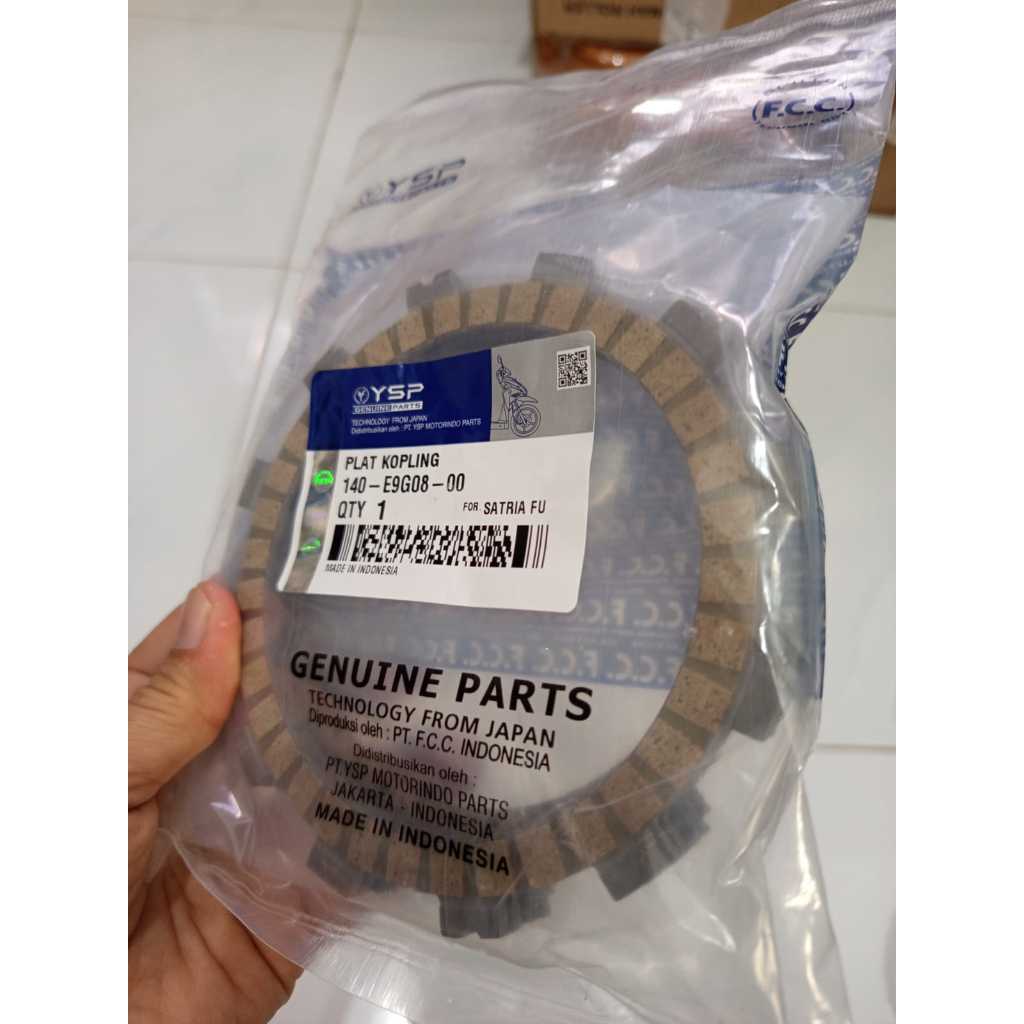 F.C.C.
YSP
YSP
GENUINE PARTS
TECHNOLOGY FROM JAPAN
Didistribusikan oleh : PT. YSP MOTORINDO PARTS
PLAT KOPLING
140-E9G08-00
QTY 1 FOR SATRIA FU
MADE IN INDONESIA
F.C.C.
F.C.C. F.C.C.
F.C.C. F.C.C. F.C.C.
GENUINE PARTS
TECHNOLOGY FROM JAPAN
Diproduksi oleh : PT. F.C.C. INDONESIA
Didistribusikan oleh :
PT.YSP MOTORINDO PARTS
JAKARTA - INDONESIA
MADE IN INDONESIA